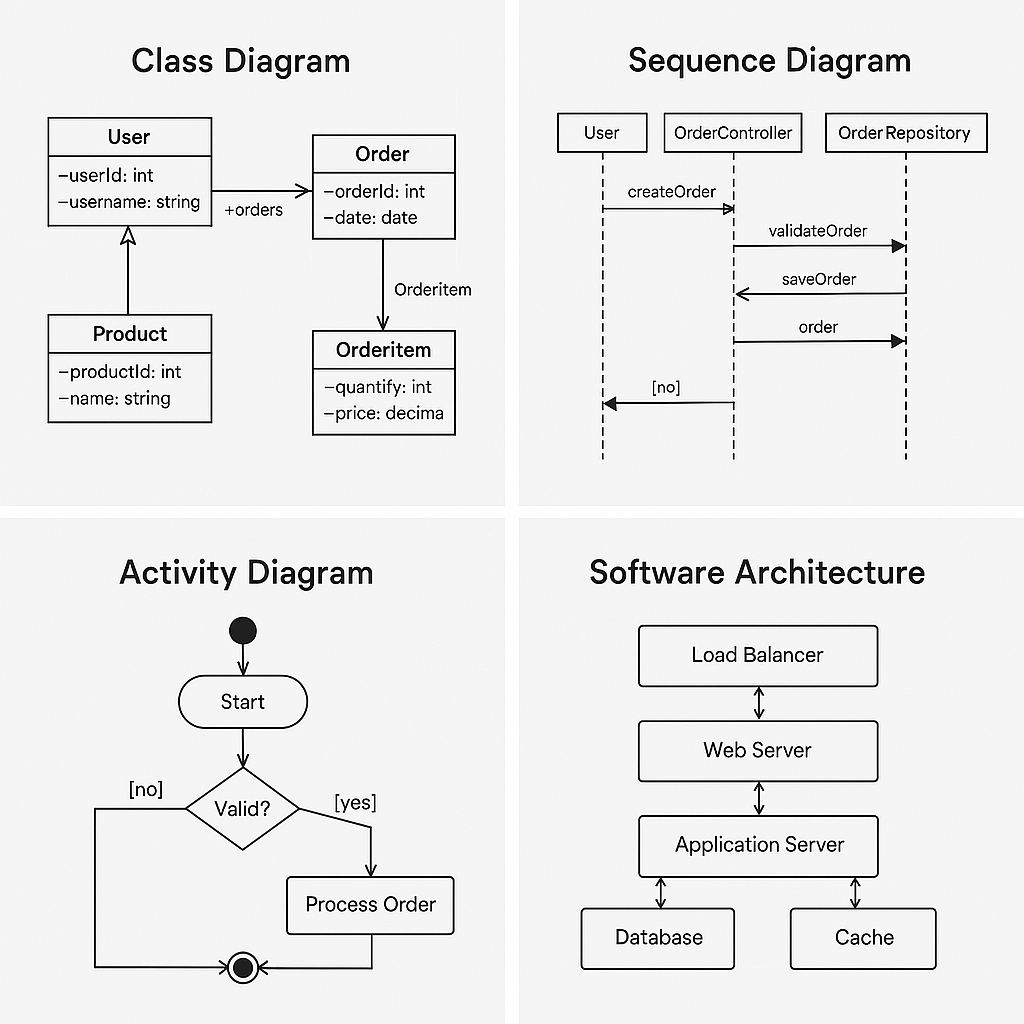 Class Diagram
User
–userId: int
–username: string
+orders
Order
–orderId: int
–date: date
Orderitem
Product
–productId: int
–name: string
Orderitem
–quantify: int
–price: decima
Sequence Diagram
User
OrderController
OrderRepository
createOrder
validateOrder
saveOrder
order
[no]
Activity Diagram
Start
Valid?
[no]
[yes]
Process Order
Software Architecture
Load Balancer
Web Server
Application Server
Database
Cache